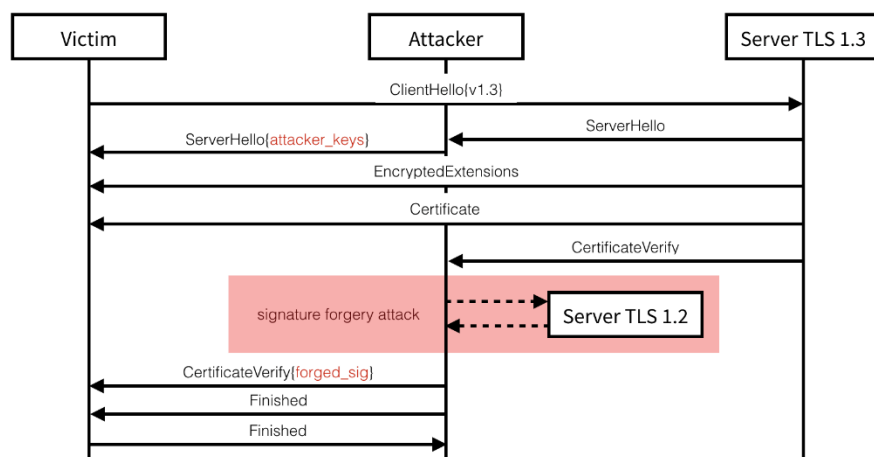 Victim
Attacker
Server TLS 1.3
ClientHello{v1.3}
ServerHello
ServerHello{attacker_keys}
EncryptedExtensions
Certificate
CertificateVerify
signature forgery attack
Server TLS 1.2
CertificateVerify{forged_sig}
Finished
Finished